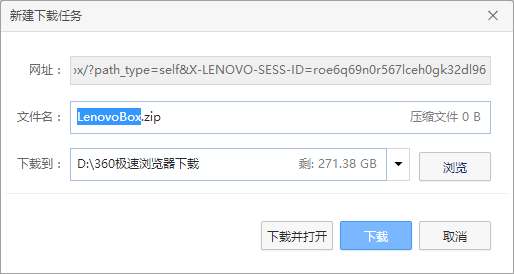 新建下载任务
网址： ox/?path_type=self&X-LENOVO-SESS-ID=roe6q69n0r567lceh0gk32dl96
文件名： LenovoBox.zip 压缩文件 0 B
下载到： D:\360极速浏览器下载 剩: 271.38 GB 浏览
下载并打开 下载 取消